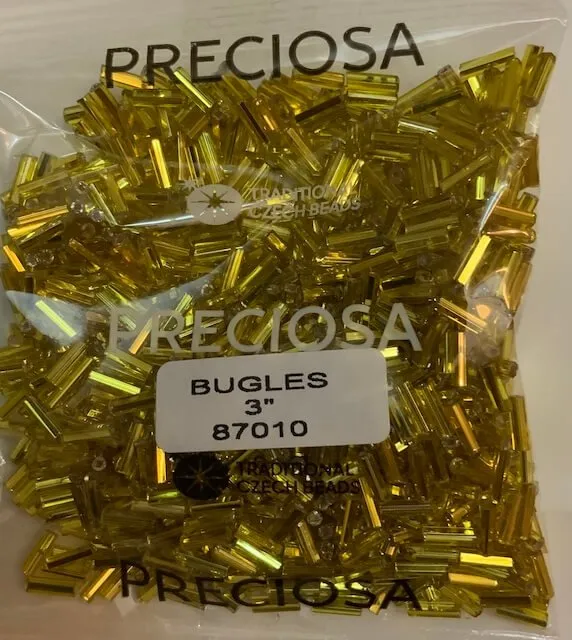 PRECIOSA
TRADITIONAL
CZECH BEADS
PRECIOSA
BUGLES
3"
87010
TRADITIONAL
CZECH BEADS
PRECIOSA